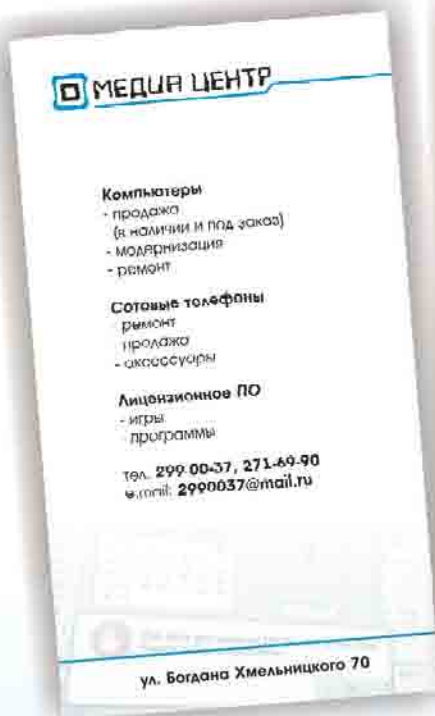 МЕДИА ЦЕНТР
Компьютеры
- продажа
(в наличии и под заказ)
- модернизация
- ремонт
Сотовые телефоны
- ремонт
- продажа
- аксессуары
Лицензионное ПО
- игры
- программы
тел. 299-00-37, 271-69-90
e.mail: 2990037@mail.ru
ул. Богдана Хмельницкого 70